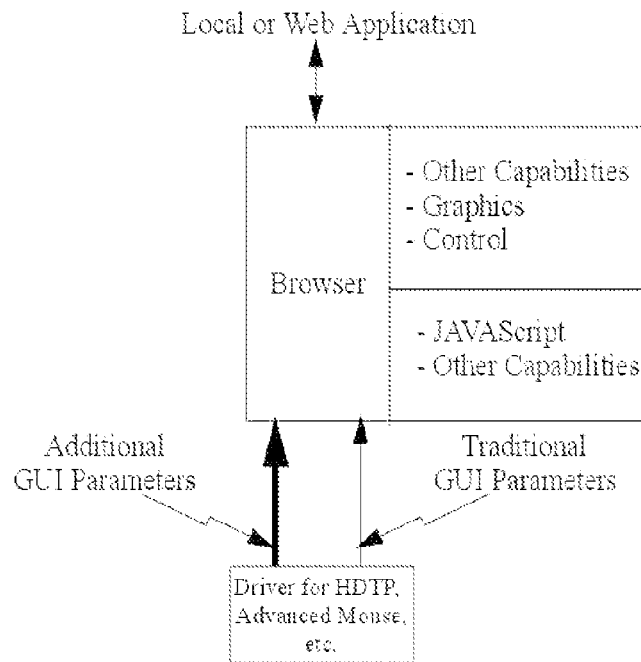 Local or Web Application
- Other Capabilities
- Graphics
- Control
Browser
- JAVAScript
- Other Capabilities
Additional
GUI Parameters
Traditional
GUI Parameters
Driver for HDTP,
Advanced Mouse,
etc.